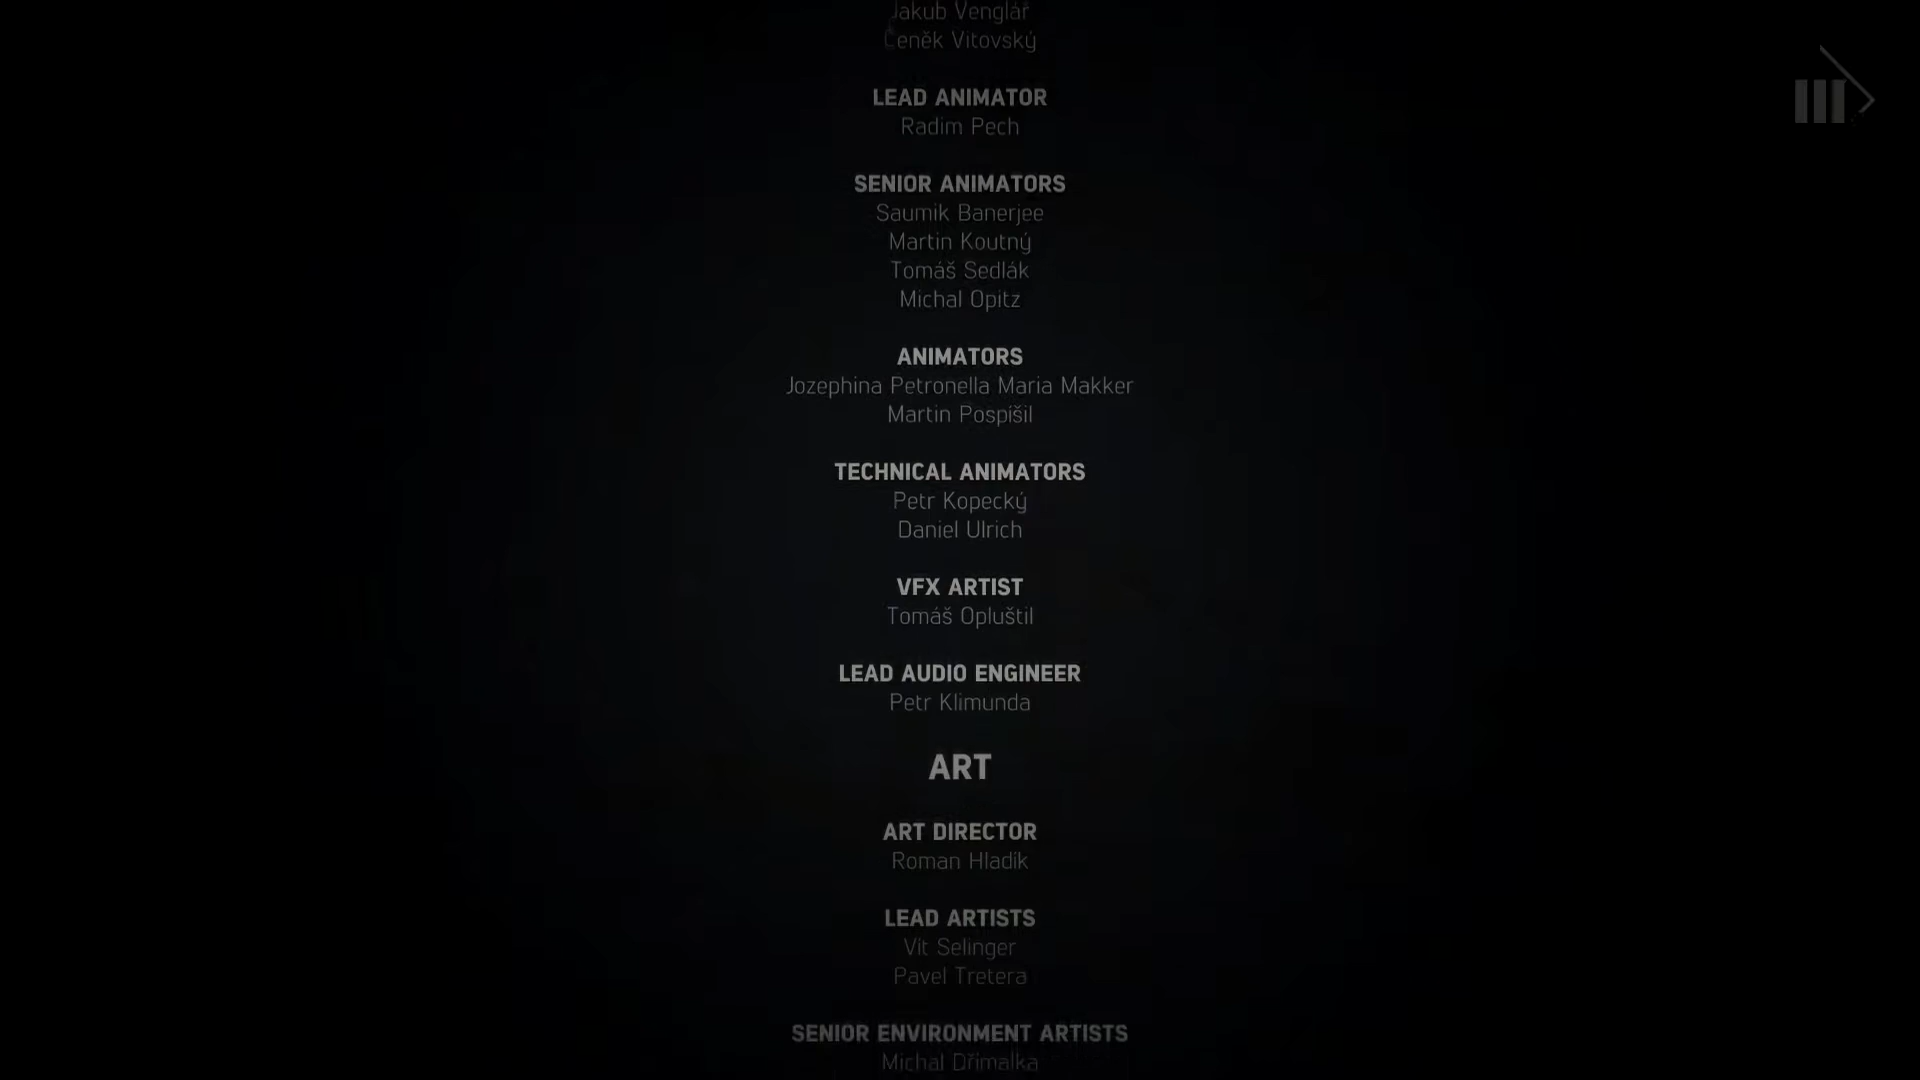 Jakub Venglář
Čeněk Vitovský
LEAD ANIMATOR
Radim Pech
SENIOR ANIMATORS
Saumik Banerjee
Martin Koutný
Tomáš Sedlák
Michal Opitz
ANIMATORS
Jozephina Petronella Maria Makker
Martin Pospíšil
TECHNICAL ANIMATORS
Petr Kopecký
Daniel Ulrich
VFX ARTIST
Tomáš Opluštil
LEAD AUDIO ENGINEER
Petr Klimunda
ART
ART DIRECTOR
Roman Hladík
LEAD ARTISTS
Vít Selinger
Pavel Tretera
SENIOR ENVIRONMENT ARTISTS
Michal Dřímalka